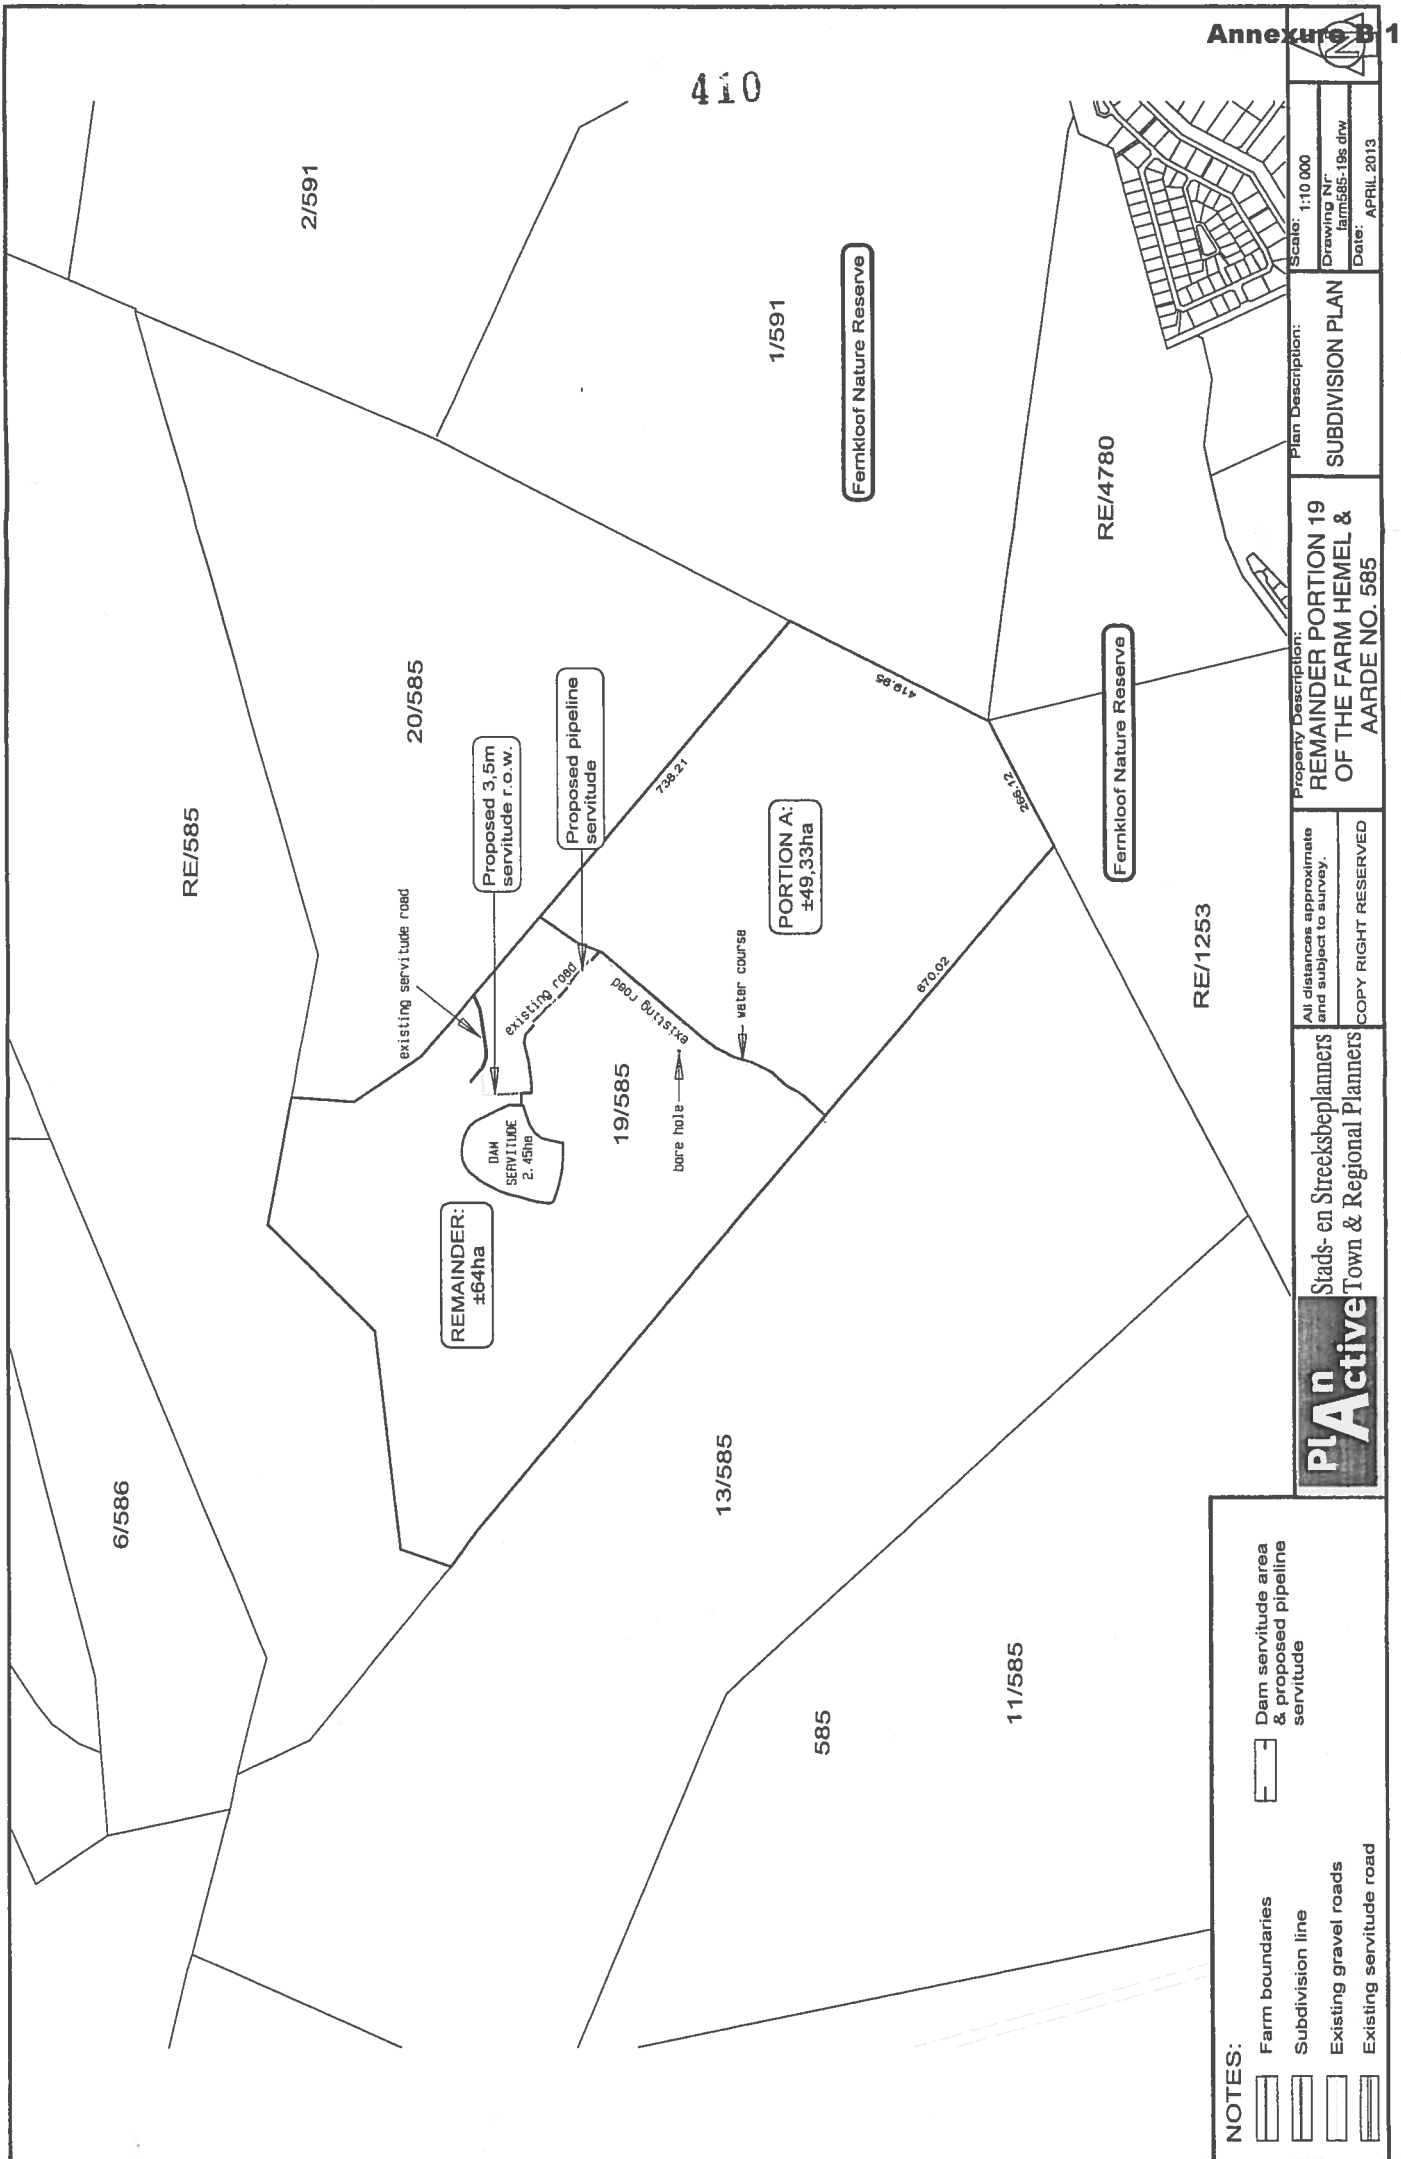 Annexure B 1
410
2/591
1/591
Fernkloof Nature Reserve
RE/4780
Fernkloof Nature Reserve
RE/1253
20/585
RE/585
Proposed 3,5m
servitude r.o.w.
Proposed pipeline
servitude
existing servitude road
existing road
existing road
738.21
419.95
268.12
670.02
PORTION A:
±49,33ha
water course
bore hole
19/585
DAM
SERVITUDE
2.45ha
REMAINDER:
±64ha
6/586
13/585
585
11/585
NOTES:
Farm boundaries
Subdivision line
Existing gravel roads
Existing servitude road
Dam servitude area
& proposed pipeline
servitude
Plan
Active
Stads- en Streeksbeplanners
Town & Regional Planners
All distances approximate
and subject to survey.
COPY RIGHT RESERVED
Property Description:
REMAINDER PORTION 19
OF THE FARM HEMEL &
AARDE NO. 585
Plan Description:
SUBDIVISION PLAN
Scale:
1:10 000
Drawing Nr:
farm585-19s drw
Date:
APRIL 2013
N